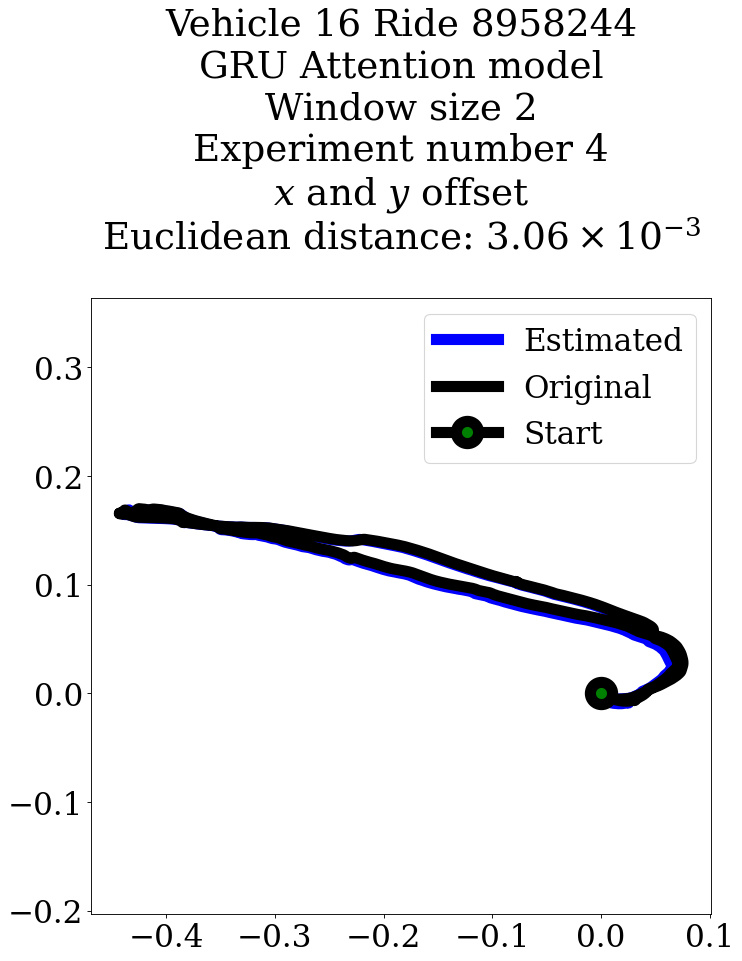 Vehicle 16 Ride 8958244
GRU Attention model
Window size 2
Experiment number 4
x and y offset
Euclidean distance: 3.06 × 10⁻³
Estimated
Original
Start
0.3
0.2
0.1
0.0
−0.1
−0.2
−0.4 −0.3 −0.2 −0.1 0.0 0.1